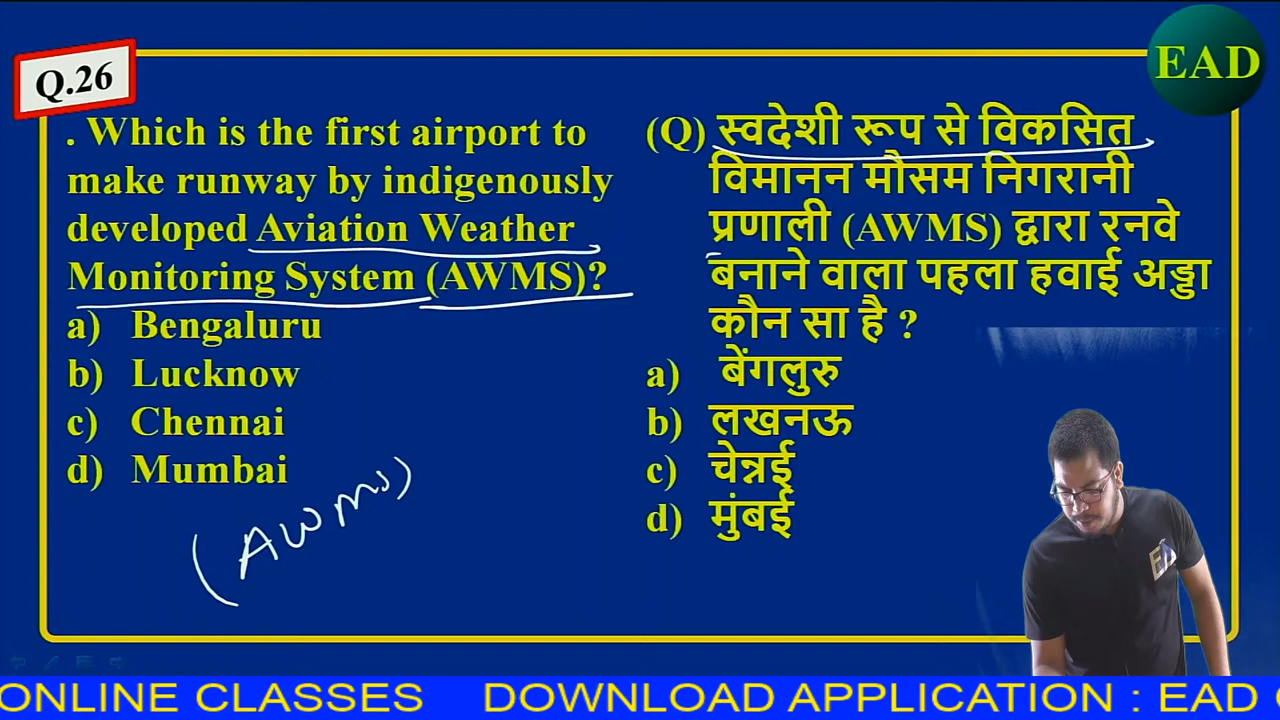 EAD
Q.26
. Which is the first airport to
make runway by indigenously
developed Aviation Weather
Monitoring System (AWMS)?
a) Bengaluru
b) Lucknow
c) Chennai
d) Mumbai
(AWMS)
(Q) स्वदेशी रूप से विकसित
विमानन मौसम निगरानी
प्रणाली (AWMS) द्वारा रनवे
बनाने वाला पहला हवाई अड्डा
कौन सा है ?
a) बेंगलुरु
b) लखनऊ
c) चेन्नई
d) मुंबई
ONLINE CLASSES DOWNLOAD APPLICATION : EAD